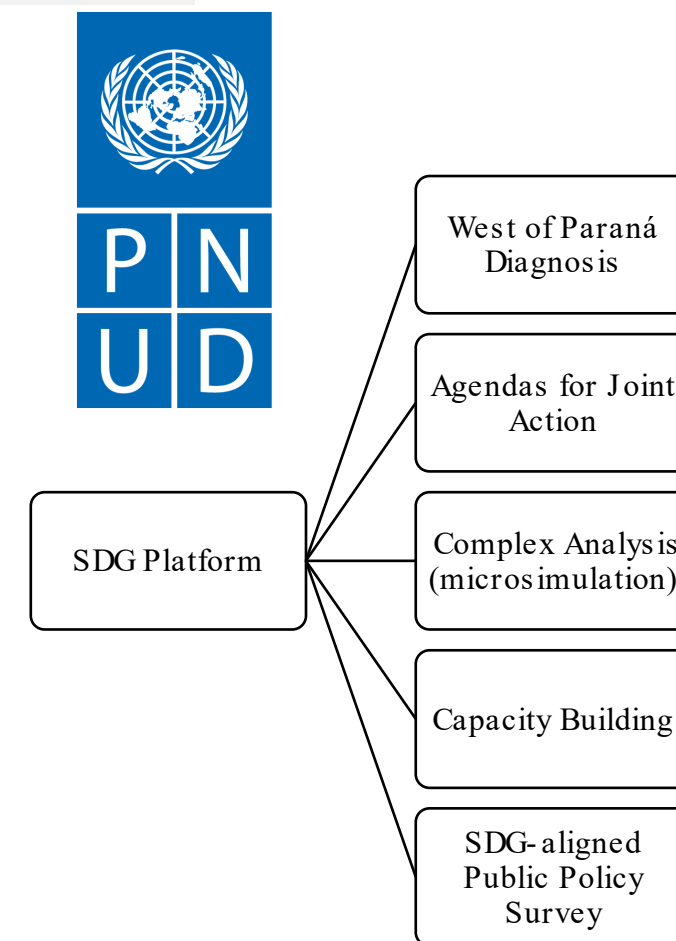 P N
U D
West of Paraná
Diagnosis
Agendas for Joint
Action
SDG Platform
Complex Analysis
(microsimulation)
Capacity Building
SDG-aligned
Public Policy
Survey